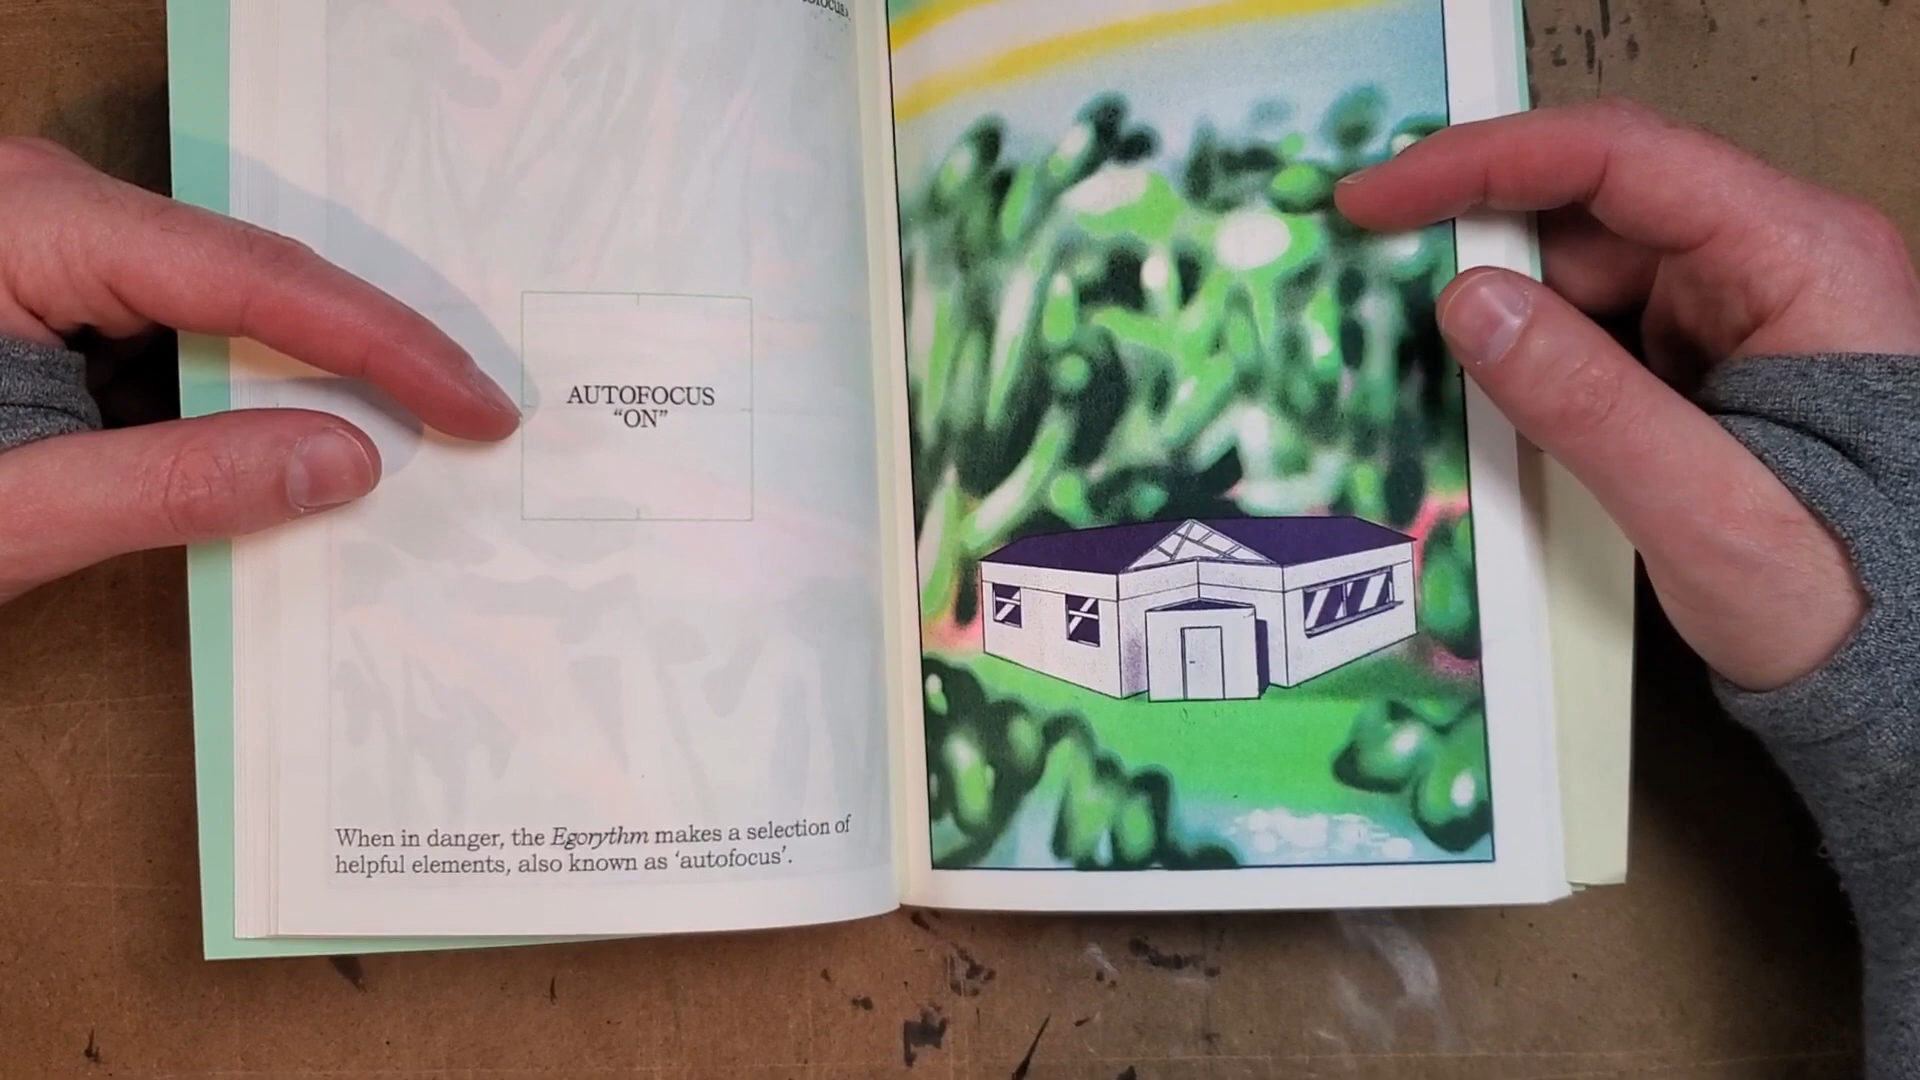 AUTOFOCUS
“ON”
When in danger, the Egorythm makes a selection of
helpful elements, also known as ‘autofocus’.